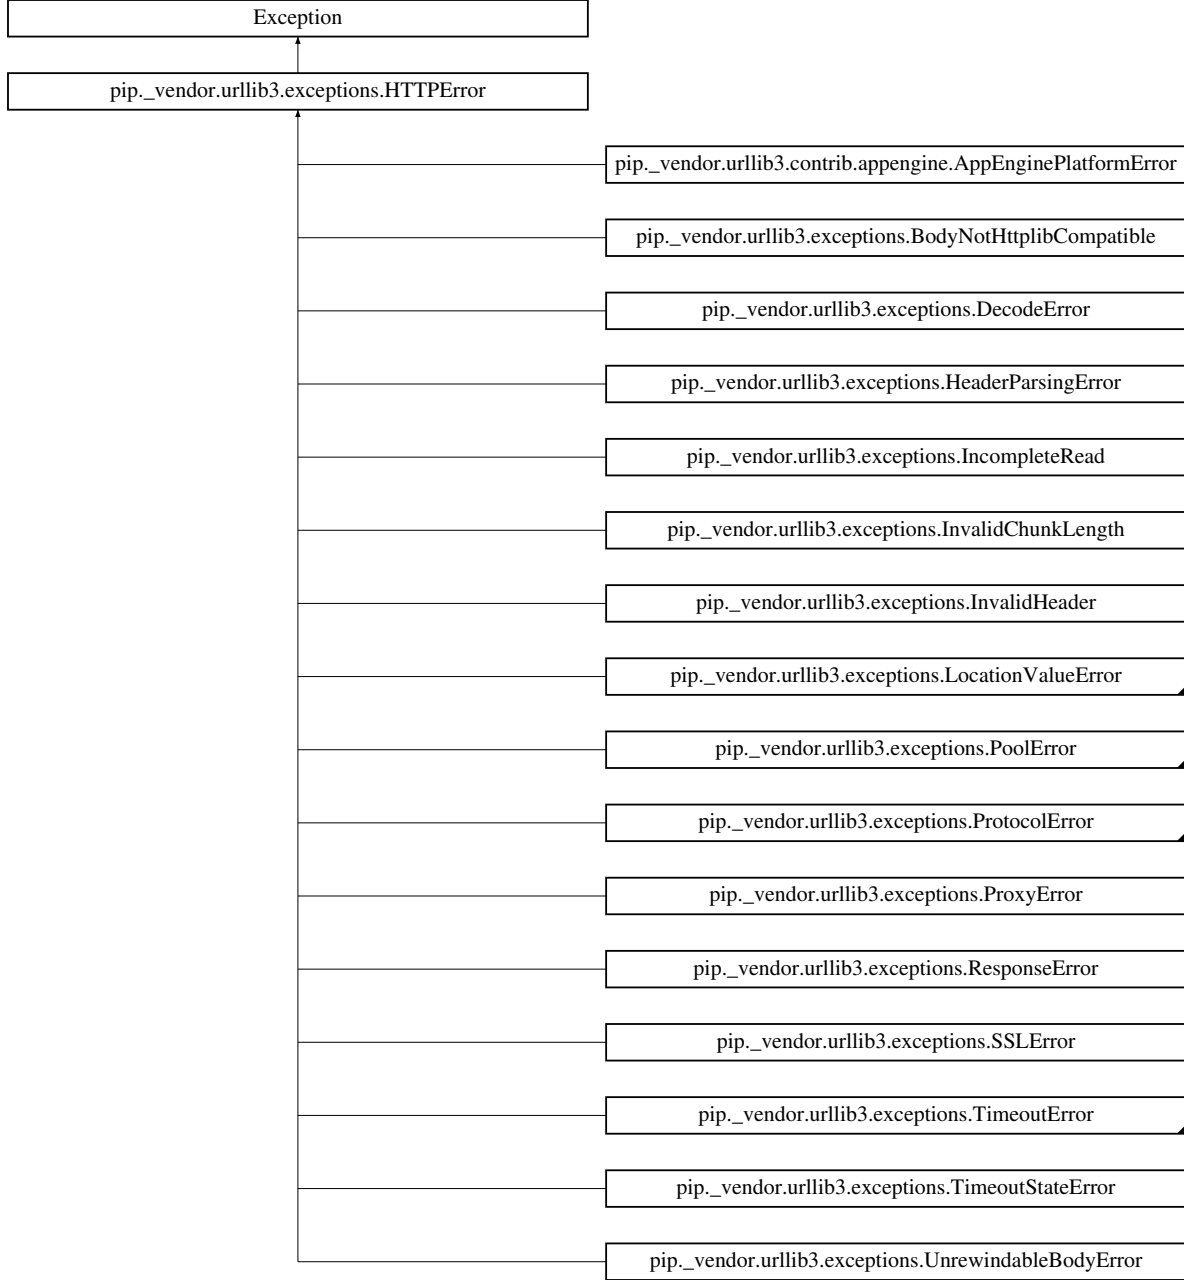 Exception
pip._vendor.urllib3.exceptions.HTTPError
pip._vendor.urllib3.contrib.appengine.AppEnginePlatformError
pip._vendor.urllib3.exceptions.BodyNotHttplibCompatible
pip._vendor.urllib3.exceptions.DecodeError
pip._vendor.urllib3.exceptions.HeaderParsingError
pip._vendor.urllib3.exceptions.IncompleteRead
pip._vendor.urllib3.exceptions.InvalidChunkLength
pip._vendor.urllib3.exceptions.InvalidHeader
pip._vendor.urllib3.exceptions.LocationValueError
pip._vendor.urllib3.exceptions.PoolError
pip._vendor.urllib3.exceptions.ProtocolError
pip._vendor.urllib3.exceptions.ProxyError
pip._vendor.urllib3.exceptions.ResponseError
pip._vendor.urllib3.exceptions.SSLError
pip._vendor.urllib3.exceptions.TimeoutError
pip._vendor.urllib3.exceptions.TimeoutStateError
pip._vendor.urllib3.exceptions.UnrewindableBodyError